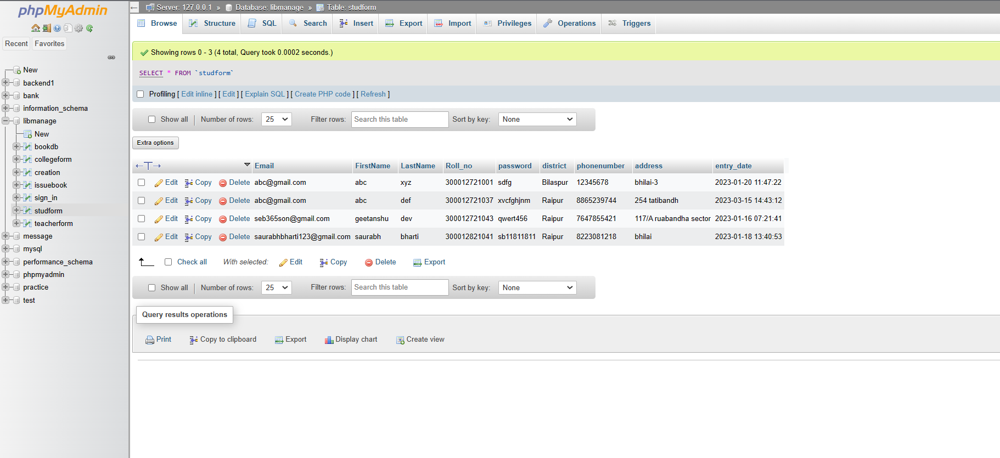 phpMyAdmin
Recent Favorites
New
backend1
bank
information_schema
libmanage
New
bookdb
collegeform
creation
issuebook
sign_in
studform
teacherform
message
mysql
performance_schema
phpmyadmin
practice
test
Server: 127.0.0.1 » Database: libmanage » Table: studform
Browse Structure SQL Search Insert Export Import Privileges Operations Triggers
Showing rows 0 - 3 (4 total, Query took 0.0002 seconds.)
SELECT * FROM `studform`
Profiling [ Edit inline ] [ Edit ] [ Explain SQL ] [ Create PHP code ] [ Refresh ]
Show all | Number of rows: 25 Filter rows: Search this table Sort by key: None
Extra options
←T→ Email FirstName LastName Roll_no password district phonenumber address entry_date
Edit Copy Delete abc@gmail.com abc xyz 300012721001 sdfg Bilaspur 12345678 bhilai-3 2023-01-20 11:47:22
Edit Copy Delete abc@gmail.com abc def 300012721037 xvcfghjnm Raipur 8865239744 254 tatibandh 2023-03-15 14:43:12
Edit Copy Delete seb365son@gmail.com geetanshu dev 300012721043 qwert456 Raipur 7647855421 117/A ruabandha sector 2023-01-16 07:21:41
Edit Copy Delete saurabhbharti123@gmail.com saurabh bharti 300012821041 sb11811811 Raipur 8223081218 bhilai 2023-01-18 13:40:53
Check all With selected: Edit Copy Delete Export
Show all | Number of rows: 25 Filter rows: Search this table Sort by key: None
Query results operations
Print Copy to clipboard Export Display chart Create view